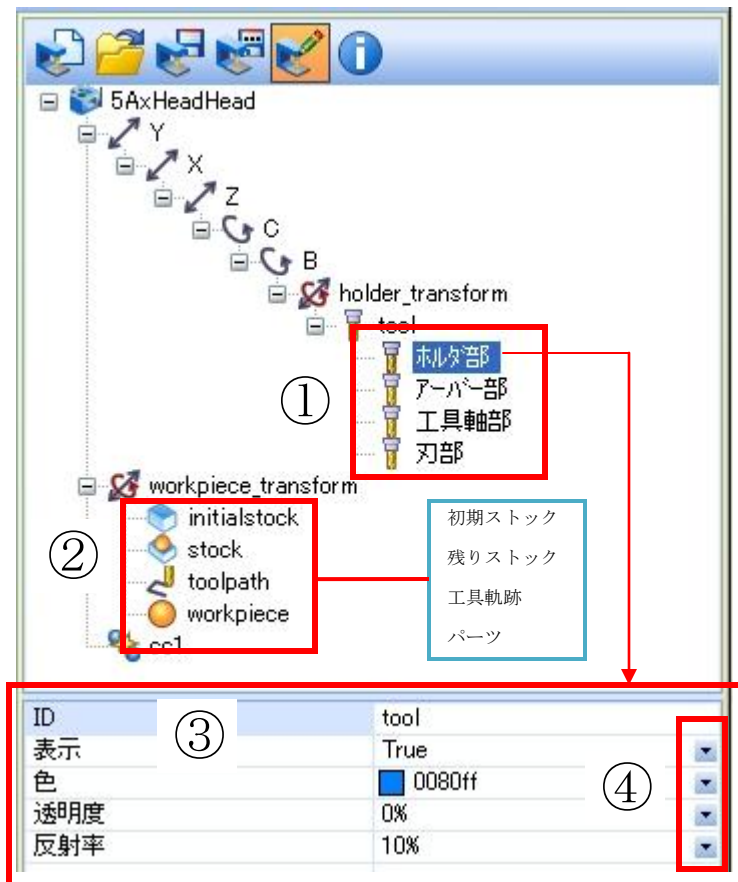 5AxHeadHead
Y
X
Z
C
B
holder_transform
tool
ホルダ部
アーバー部
工具軸部
刃部
①
workpiece_transform
initialstock
stock
toolpath
workpiece
②
初期ストック
残りストック
工具軌跡
パーツ
cc1
③
ID tool
表示 True
色 0080ff
透明度 0%
反射率 10%
④